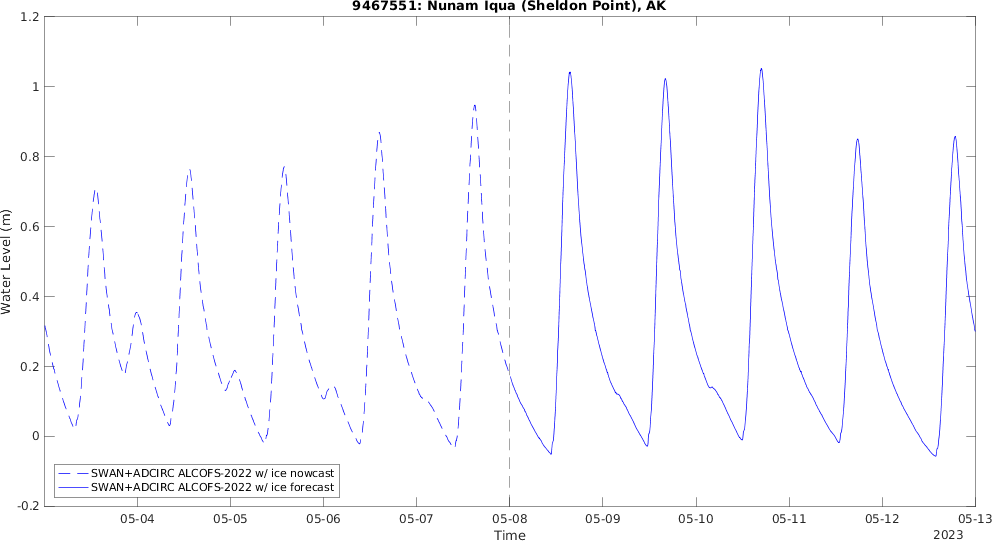 9467551: Nunam Iqua (Sheldon Point), AK
1.2
1
0.8
0.6
0.4
0.2
0
-0.2
Water Level (m)
SWAN+ADCIRC ALCOFS-2022 w/ ice nowcast
SWAN+ADCIRC ALCOFS-2022 w/ ice forecast
05-04 05-05 05-06 05-07 05-08 05-09 05-10 05-11 05-12 05-13
Time
2023